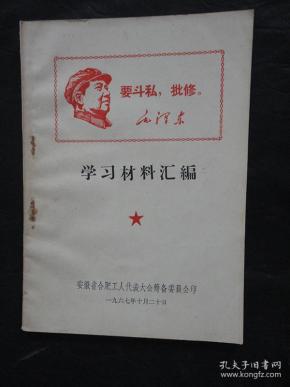 要斗私，批修。
毛泽东
学习材料汇编
安徽省合肥工人代表大会筹备委员会印
一九六七年十月二十日
孔夫子旧书网